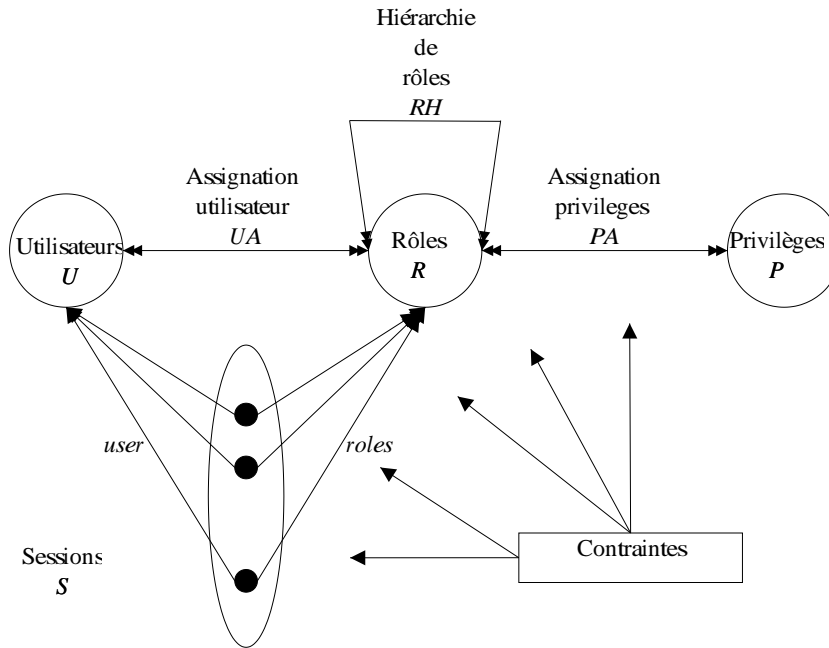 Hiérarchie
de
rôles
RH
Assignation
utilisateur
UA
Assignation
privileges
PA
Utilisateurs
U
Rôles
R
Privilèges
P
user
roles
Sessions
S
Contraintes